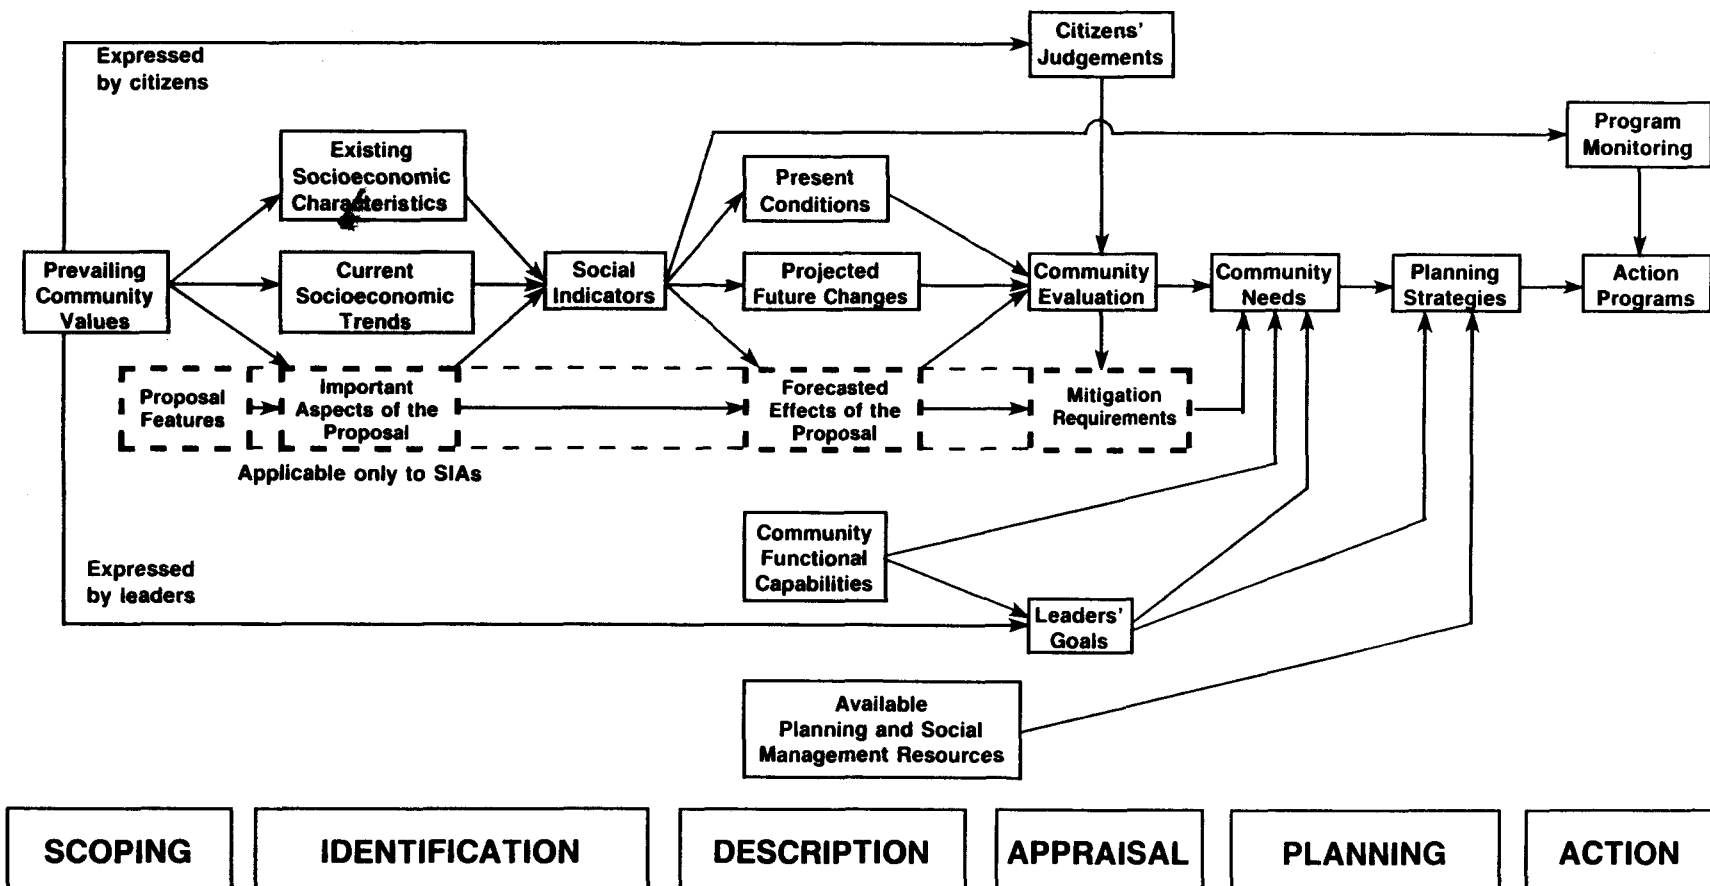 Expressed
by citizens
Citizens'
Judgements
Program
Monitoring
Existing
Socioeconomic
Characteristics
Present
Conditions
Prevailing
Community
Values
Current
Socioeconomic
Trends
Social
Indicators
Projected
Future Changes
Community
Evaluation
Community
Needs
Planning
Strategies
Action
Programs
Proposal
Features
Important
Aspects of the
Proposal
Forecasted
Effects of the
Proposal
Mitigation
Requirements
Applicable only to SIAs
Community
Functional
Capabilities
Expressed
by leaders
Leaders'
Goals
Available
Planning and Social
Management Resources
SCOPING
IDENTIFICATION
DESCRIPTION
APPRAISAL
PLANNING
ACTION